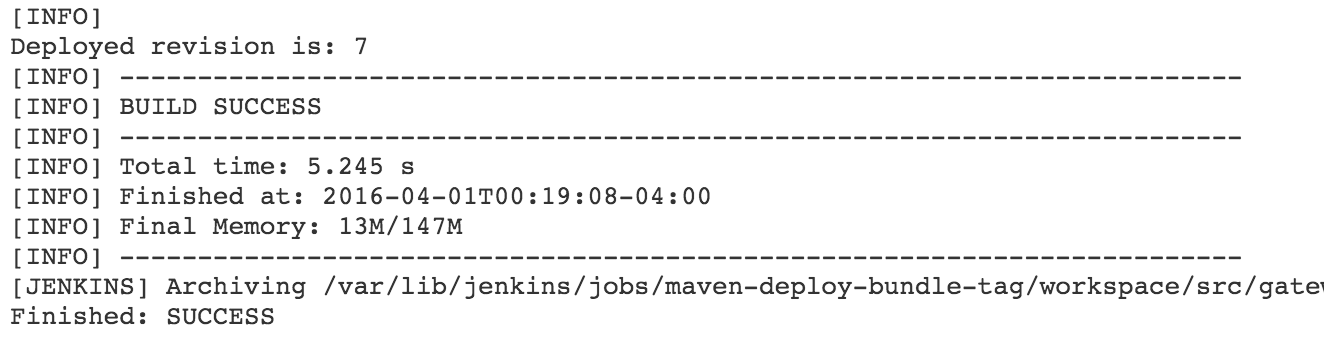 [INFO]
Deployed revision is: 7
[INFO] ------------------------------------------------------------------------
[INFO] BUILD SUCCESS
[INFO] ------------------------------------------------------------------------
[INFO] Total time: 5.245 s
[INFO] Finished at: 2016-04-01T00:19:08-04:00
[INFO] Final Memory: 13M/147M
[INFO] ------------------------------------------------------------------------
[JENKINS] Archiving /var/lib/jenkins/jobs/maven-deploy-bundle-tag/workspace/src/gate
Finished: SUCCESS